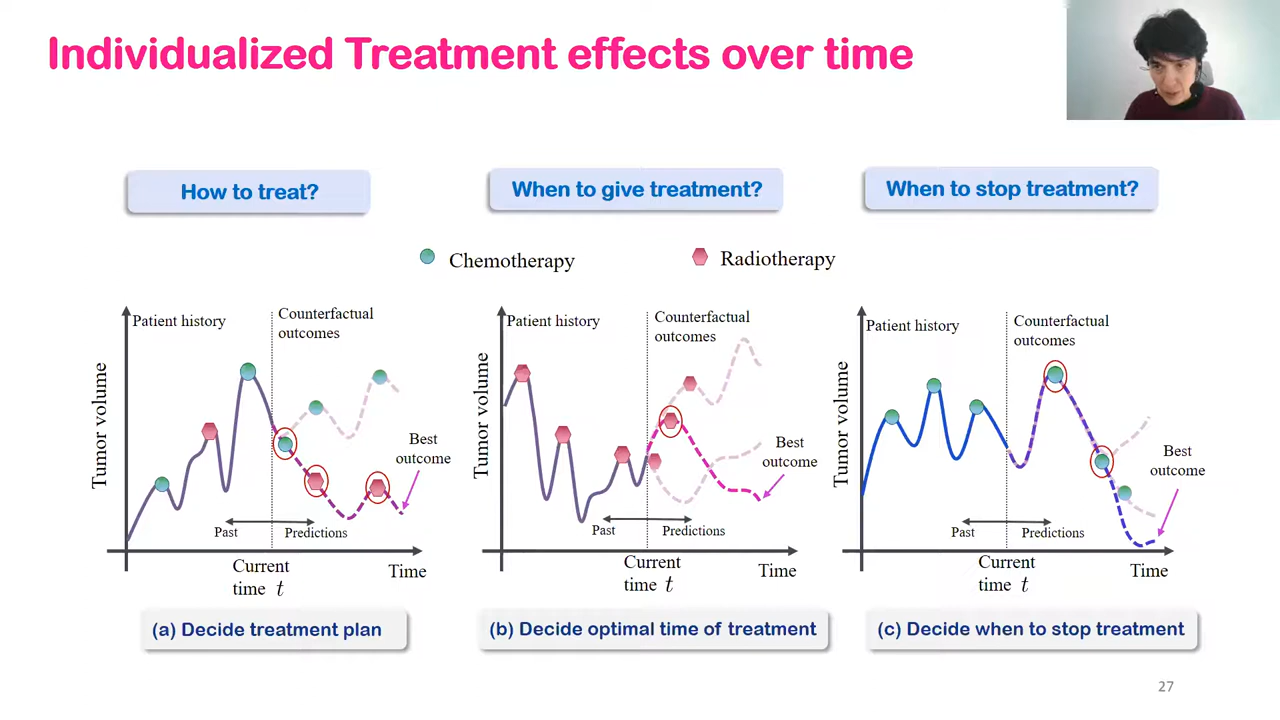 Individualized Treatment effects over time
How to treat?
When to give treatment?
When to stop treatment?
Chemotherapy
Radiotherapy
Patient history
Counterfactual
outcomes
Tumor volume
Best
outcome
Past
Predictions
Current
time t
Time
(a) Decide treatment plan
Patient history
Counterfactual
outcomes
Tumor volume
Best
outcome
Past
Predictions
Current
time t
Time
(b) Decide optimal time of treatment
Patient history
Counterfactual
outcomes
Tumor volume
Best
outcome
Past
Predictions
Current
time t
Time
(c) Decide when to stop treatment
27